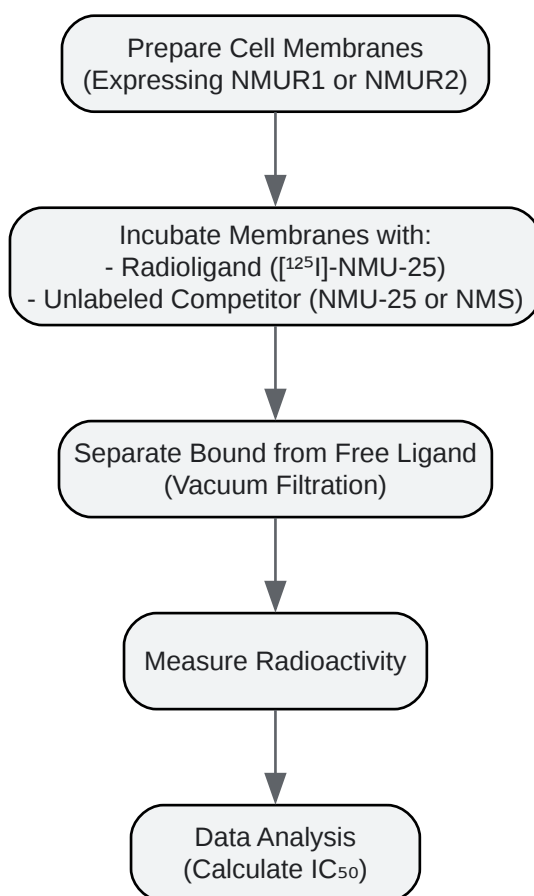 Prepare Cell Membranes
(Expressing NMUR1 or NMUR2)
Incubate Membranes with:
- Radioligand ([¹²⁵I]-NMU-25)
- Unlabeled Competitor (NMU-25 or NMS)
Separate Bound from Free Ligand
(Vacuum Filtration)
Measure Radioactivity
Data Analysis
(Calculate IC₅₀)